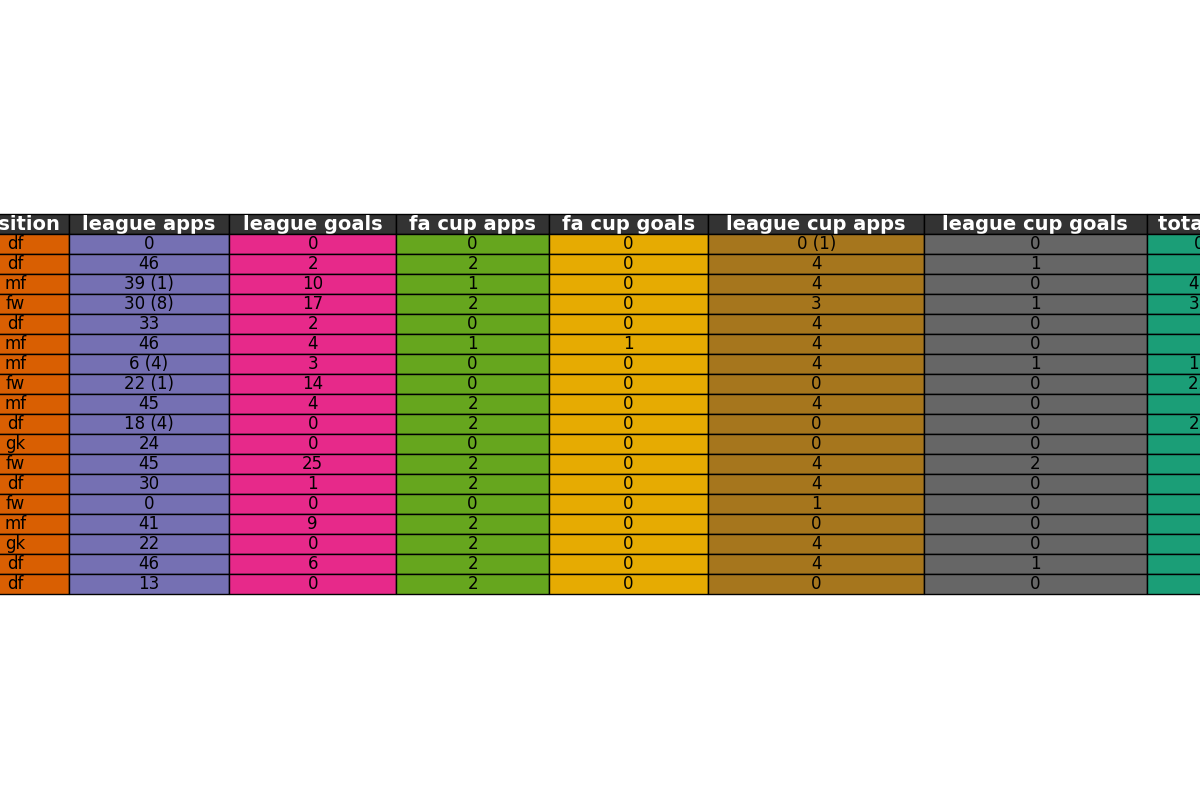 sition league apps league goals fa cup apps fa cup goals league cup apps league cup goals tota
df 0 0 0 0 0 (1) 0 0
df 46 2 2 0 4 1
mf 39 (1) 10 1 0 4 0 4
fw 30 (8) 17 2 0 3 1 3
df 33 2 0 0 4 0
mf 46 4 1 1 4 0
mf 6 (4) 3 0 0 4 1 1
fw 22 (1) 14 0 0 0 0 2
mf 45 4 2 0 4 0
df 18 (4) 0 2 0 0 0 2
gk 24 0 0 0 0 0
fw 45 25 2 0 4 2
df 30 1 2 0 4 0
fw 0 0 0 0 1 0
mf 41 9 2 0 0 0
gk 22 0 2 0 4 0
df 46 6 2 0 4 1
df 13 0 2 0 0 0